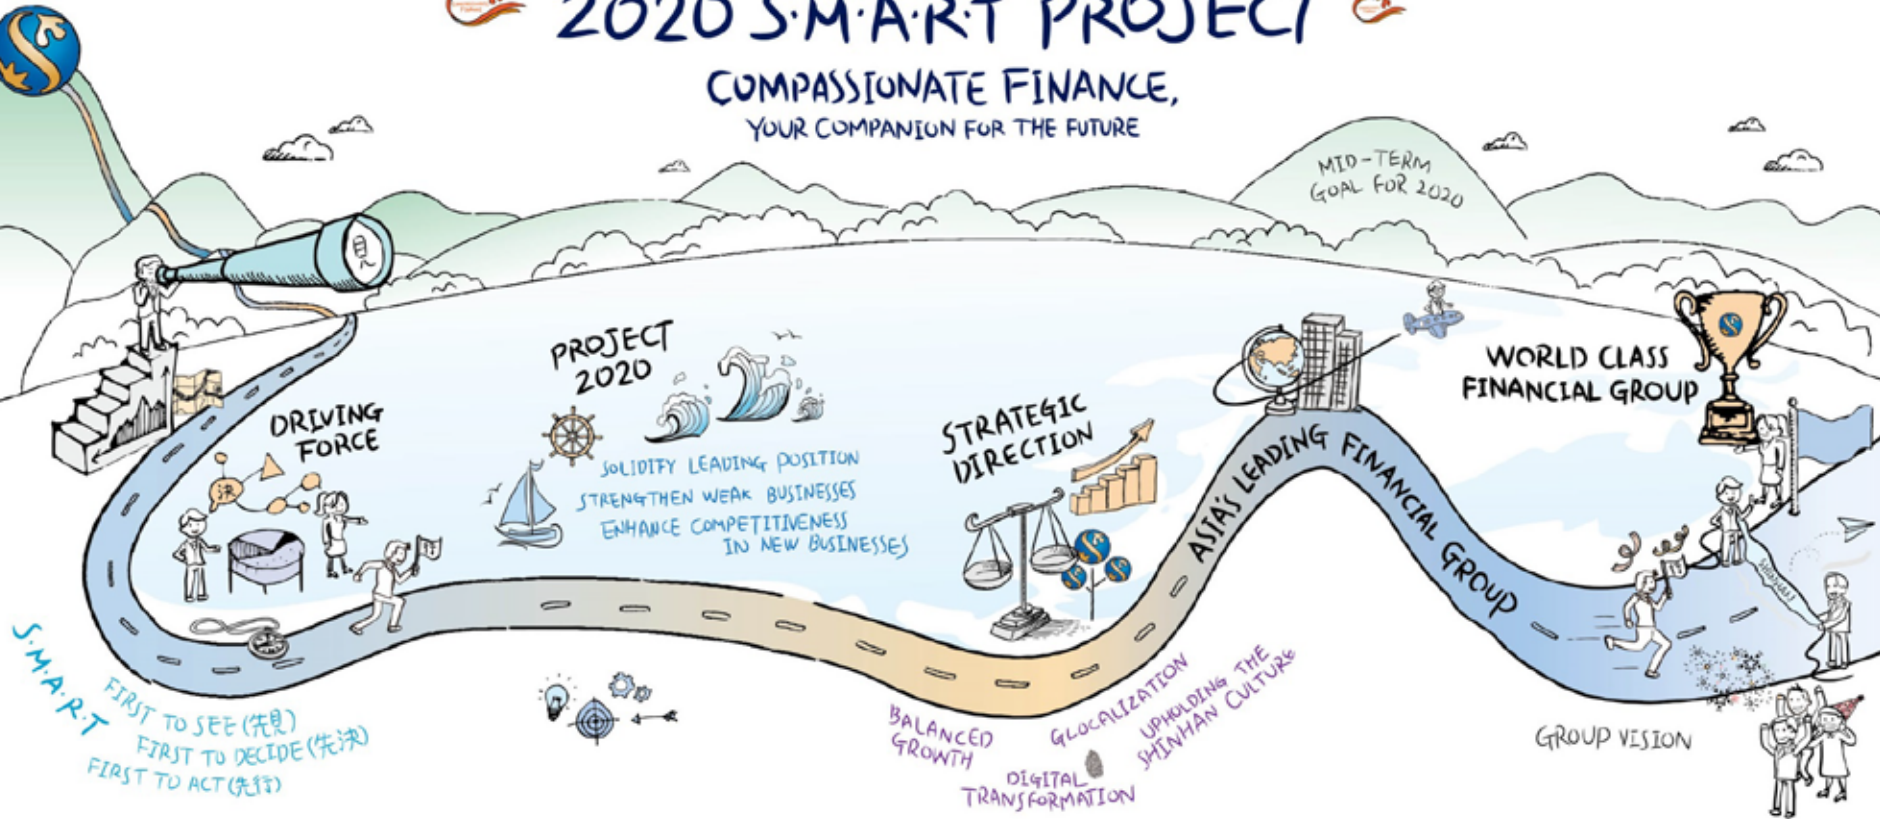 2020 S·M·A·R·T PROJECT
COMPASSIONATE FINANCE,
YOUR COMPANION FOR THE FUTURE
MID-TERM
GOAL FOR 2020
見
DRIVING
FORCE
決
PROJECT
2020
SOLIDIFY LEADING POSITION
STRENGTHEN WEAK BUSINESSES
ENHANCE COMPETITIVENESS
IN NEW BUSINESSES
STRATEGIC
DIRECTION
ASIA'S LEADING FINANCIAL GROUP
WORLD CLASS
FINANCIAL GROUP
S·M·A·R·T
FIRST TO SEE (先見)
FIRST TO DECIDE (先決)
FIRST TO ACT (先行)
BALANCED
GROWTH
GLOCALIZATION
UPHOLDING THE
SHINHAN CULTURE
DIGITAL
TRANSFORMATION
SHINHAN
GROUP VISION